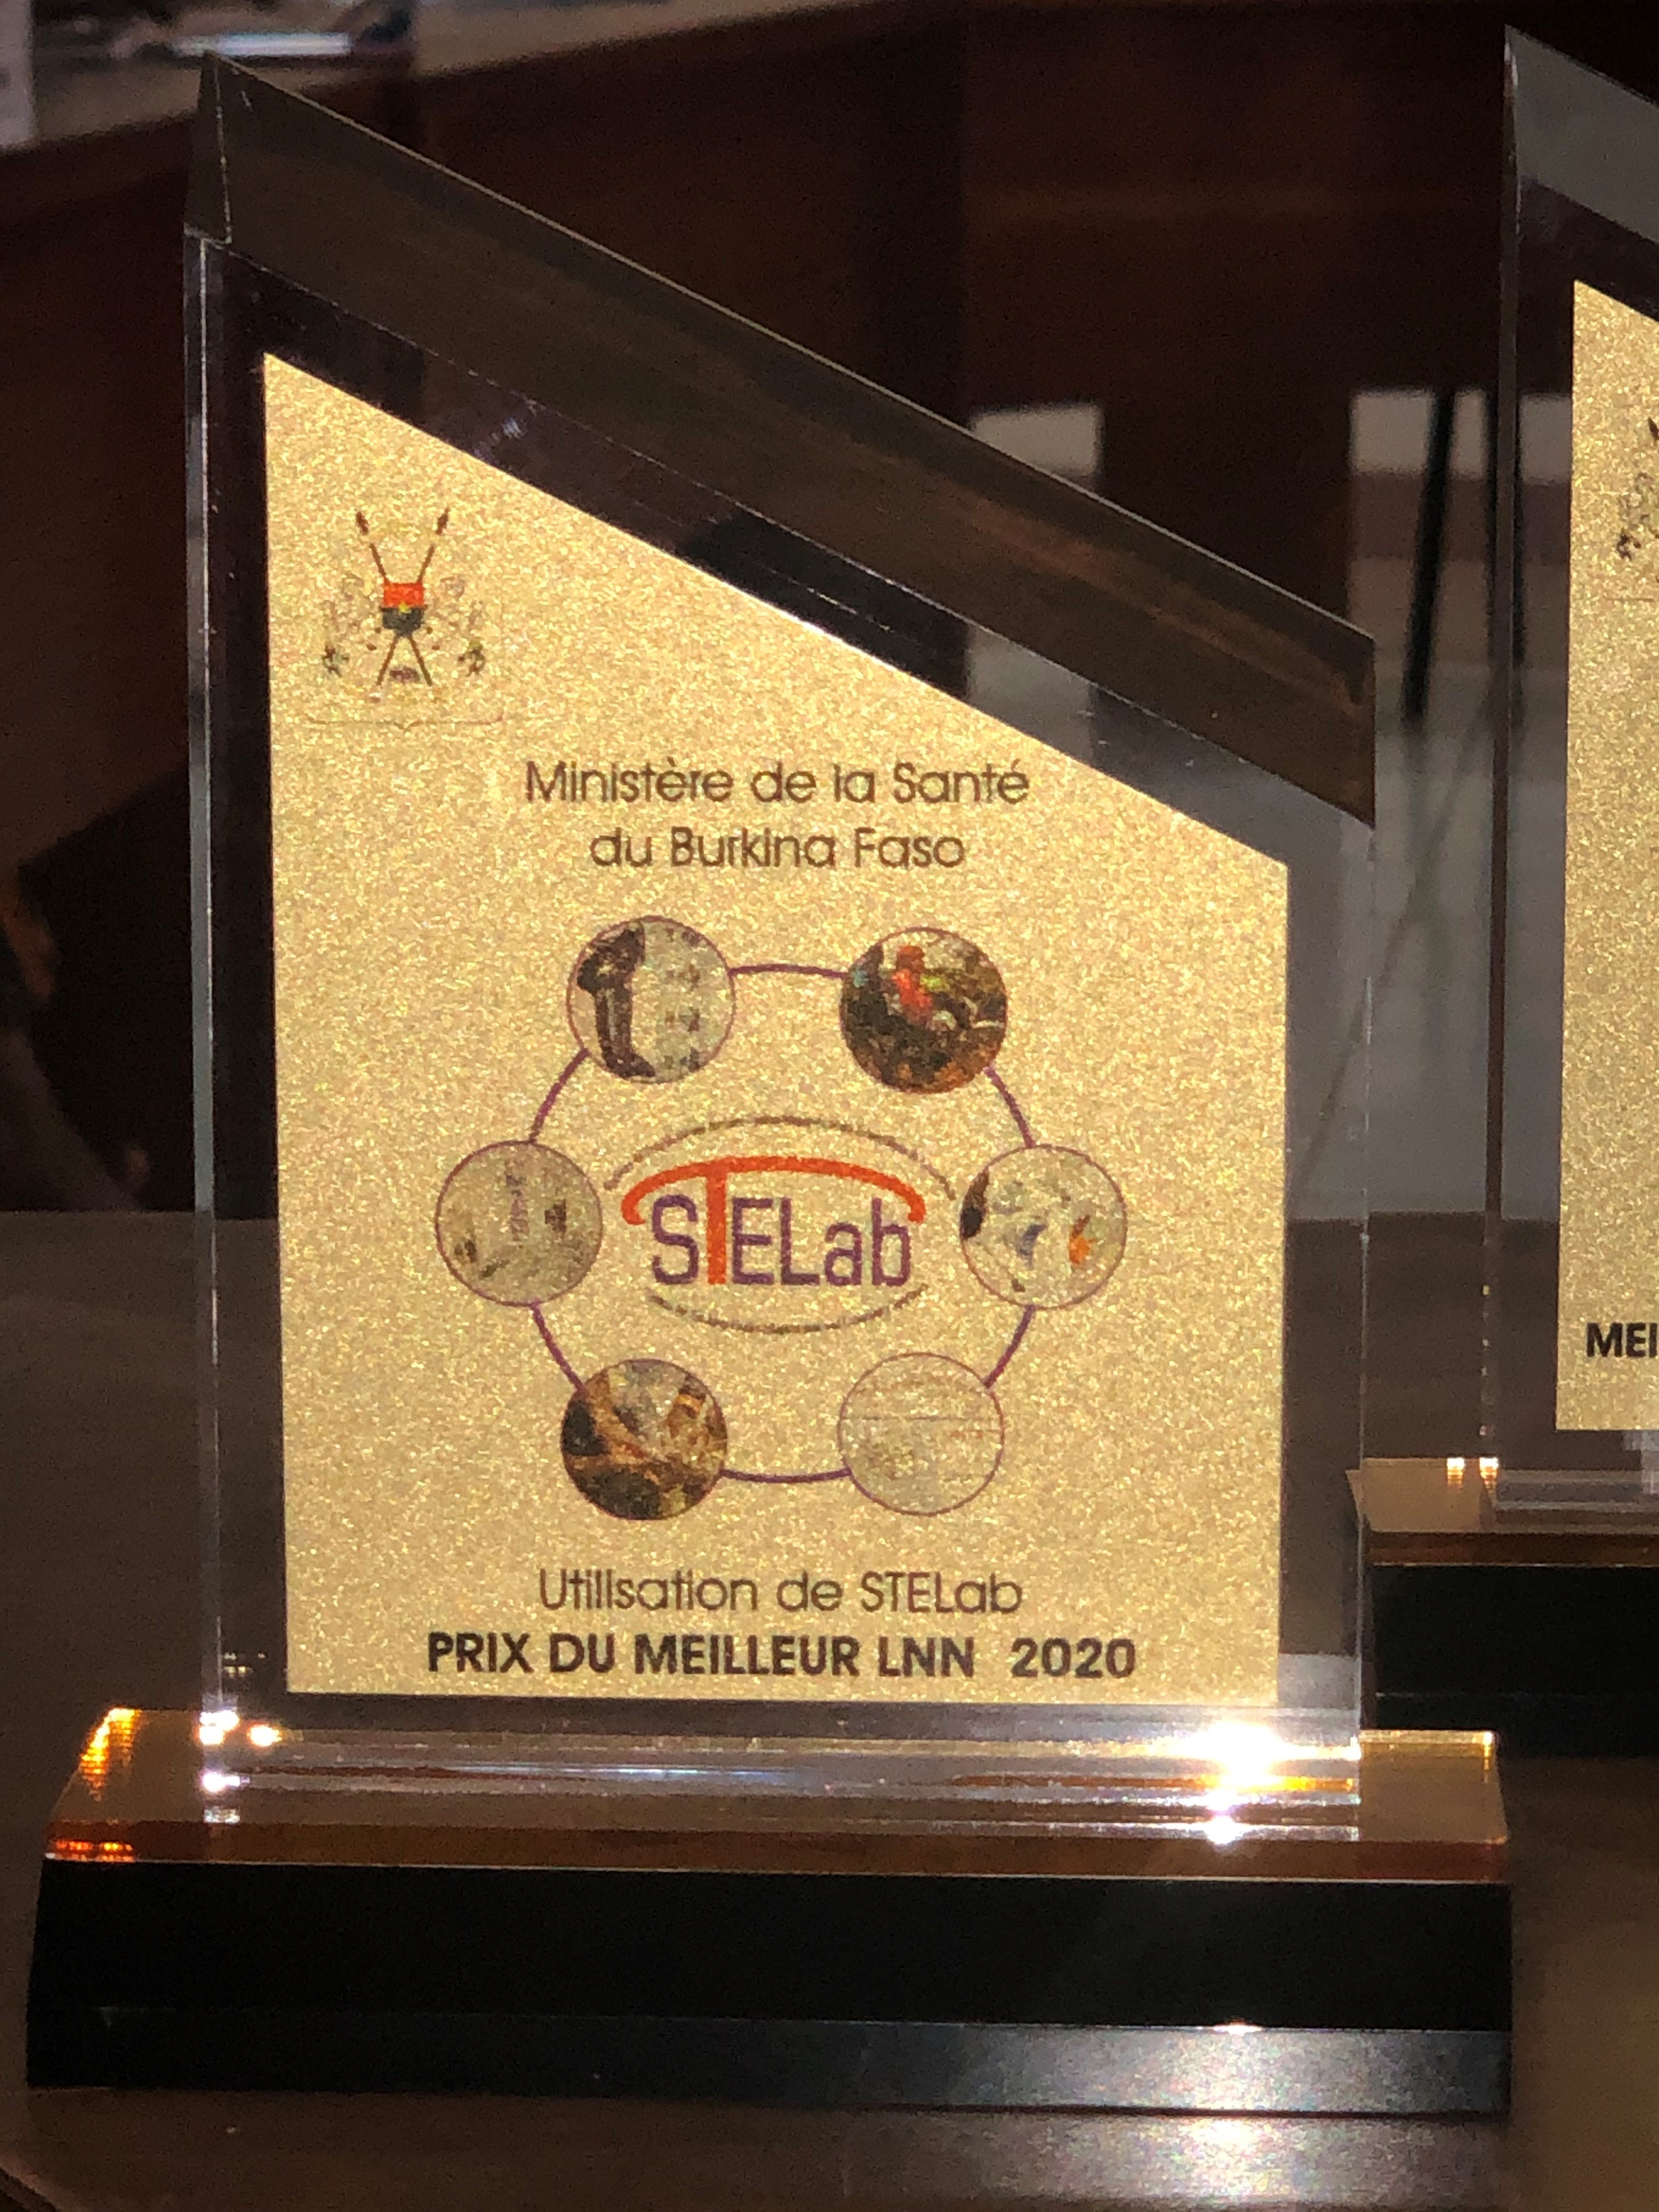 Ministère de la Santé
du Burkina Faso
STELab
Utilisation de STELab
PRIX DU MEILLEUR LNN 2020
MEI